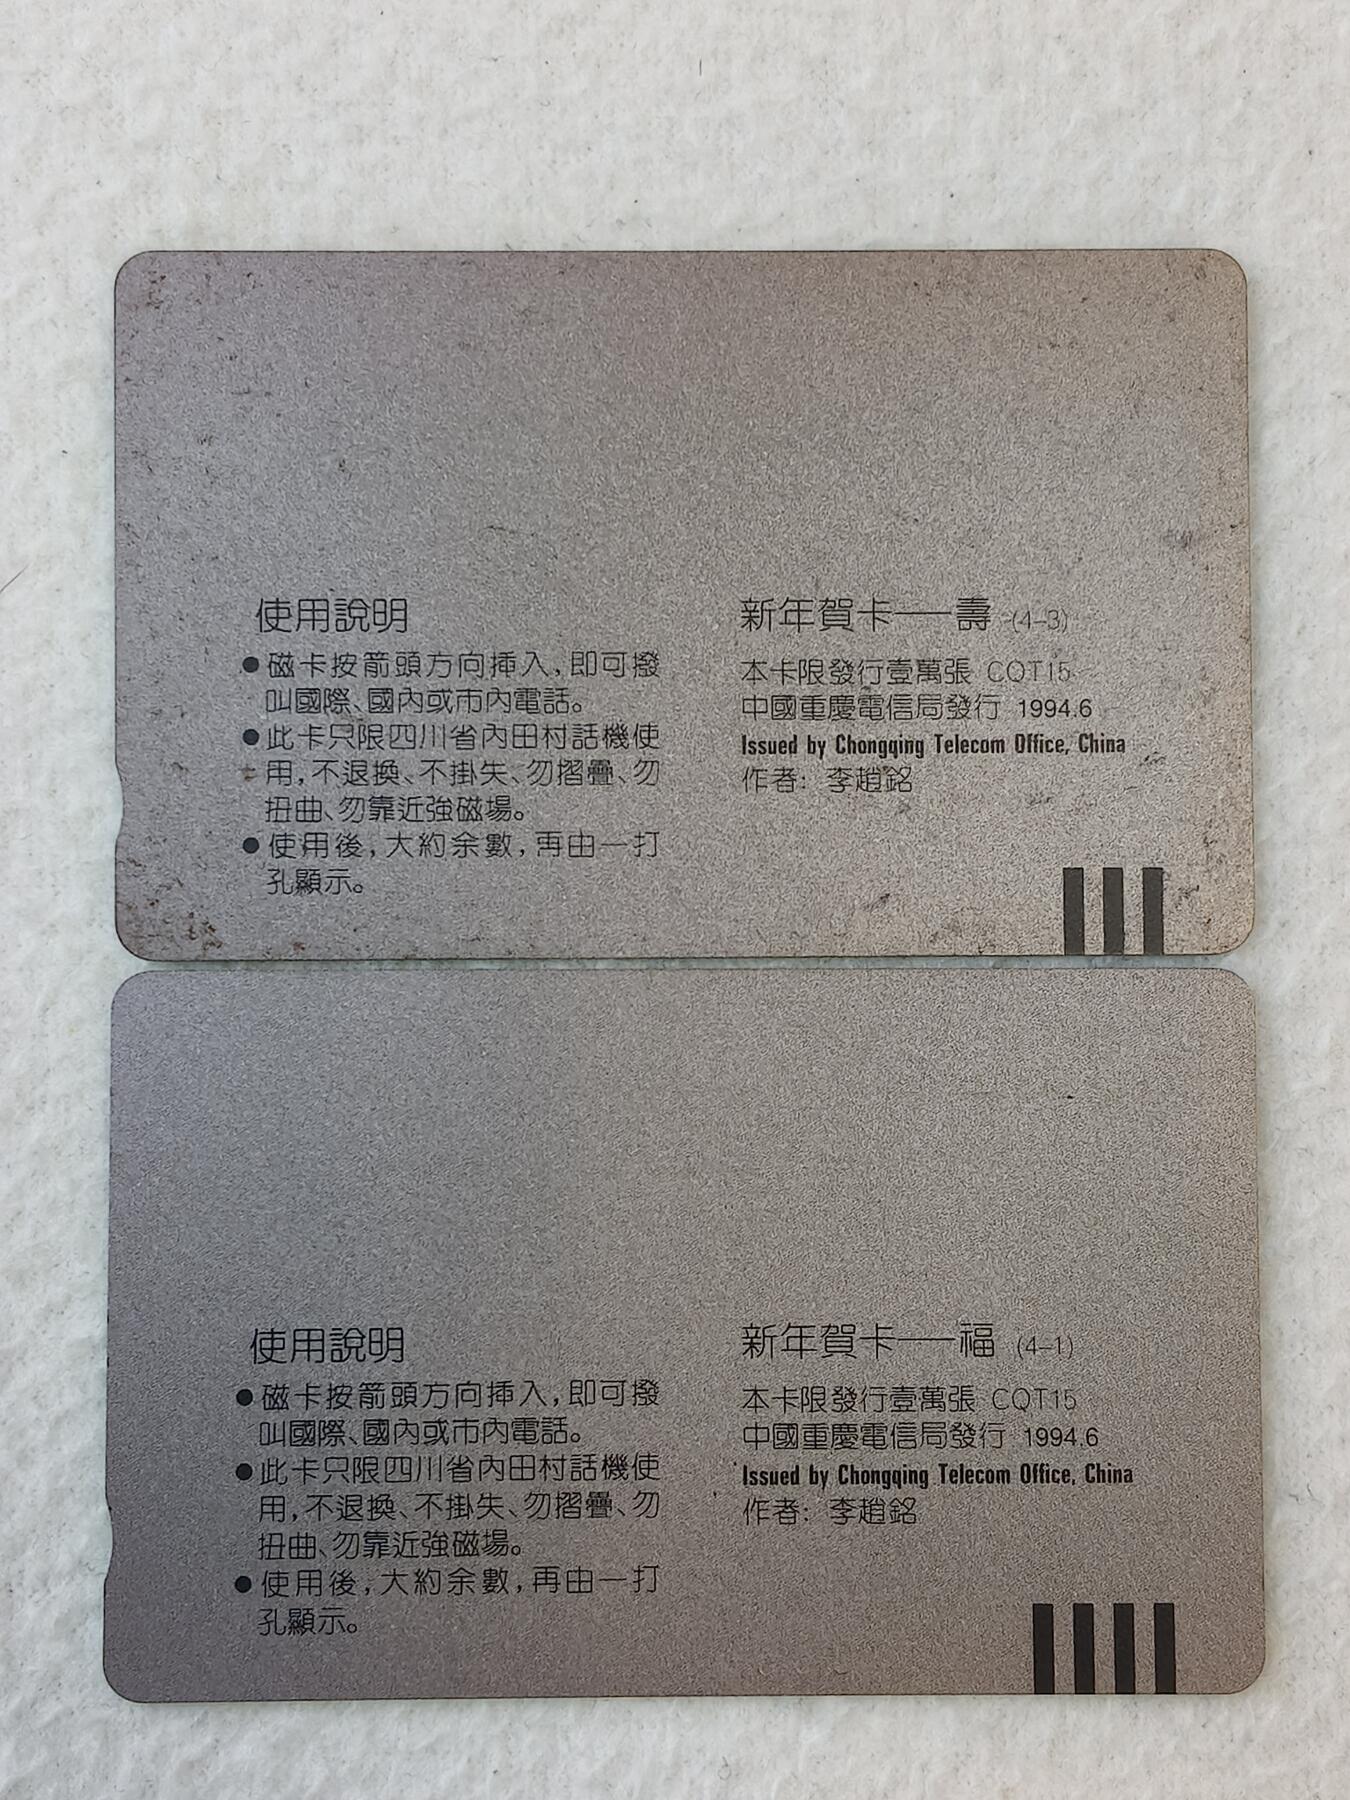 使用說明
●磁卡按箭頭方向挿入,即可撥
叫國際、國內或市內電話。
●此卡只限四川省內田村話機使
用,不退換、不掛失、勿摺疊、勿
扭曲、勿靠近強磁場。
●使用後,大約余數,再由一打
孔顯示。
新年賀卡——壽 (4-3)
本卡限發行壹萬張 CQT15
中國重慶電信局發行 1994.6
Issued by Chongqing Telecom Office, China
作者: 李趙銘
使用說明
●磁卡按箭頭方向挿入,即可撥
叫國際、國內或市內電話。
●此卡只限四川省內田村話機使
用,不退換、不掛失、勿摺疊、勿
扭曲、勿靠近強磁場。
●使用後,大約余數,再由一打
孔顯示。
新年賀卡——福 (4-1)
本卡限發行壹萬張 CQT15
中國重慶電信局發行 1994.6
Issued by Chongqing Telecom Office, China
作者: 李趙銘